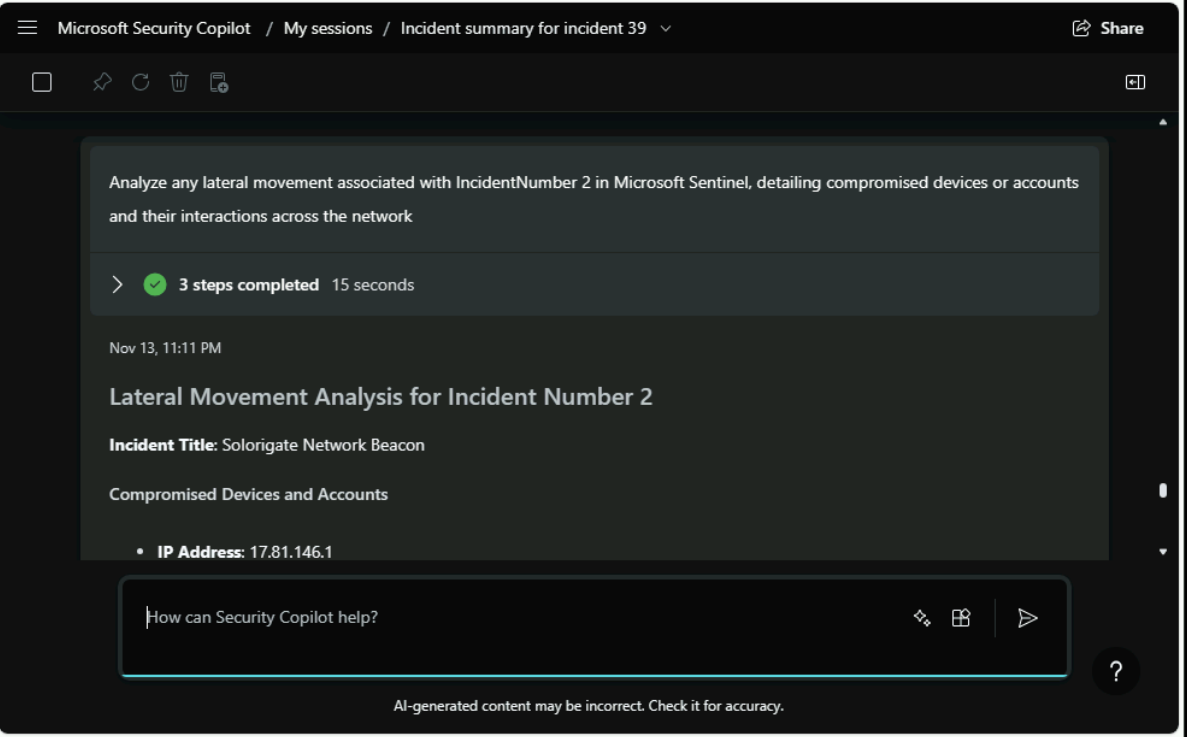 Microsoft Security Copilot / My sessions / Incident summary for incident 39
Share
Analyze any lateral movement associated with IncidentNumber 2 in Microsoft Sentinel, detailing compromised devices or accounts
and their interactions across the network
3 steps completed 15 seconds
Nov 13, 11:11 PM
Lateral Movement Analysis for Incident Number 2
Incident Title: Solorigate Network Beacon
Compromised Devices and Accounts
• IP Address: 17.81.146.1
How can Security Copilot help?
?
AI-generated content may be incorrect. Check it for accuracy.